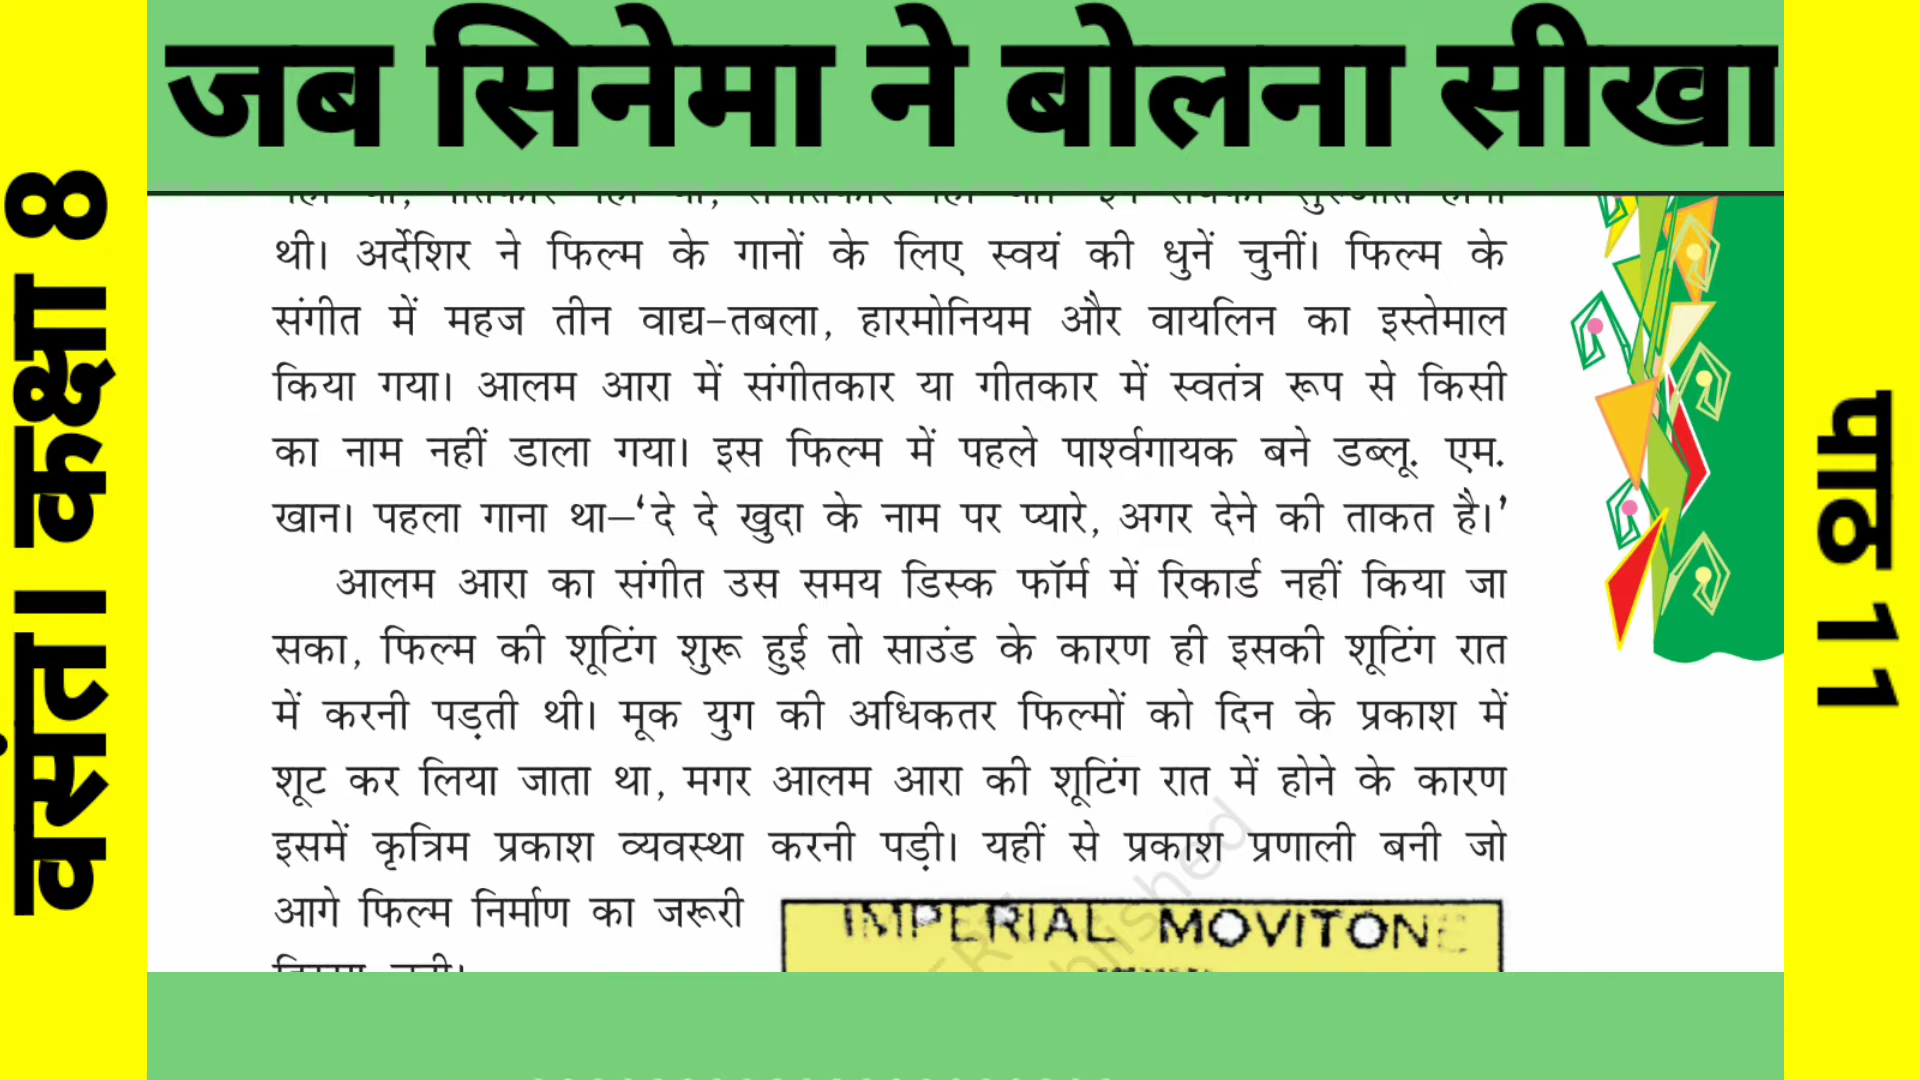 जब सिनेमा ने बोलना सीखा
वसंत। कक्षा 8
थी। अर्देशिर ने फिल्म के गानों के लिए स्वयं की धुनें चुनीं। फिल्म के
संगीत में महज तीन वाद्य–तबला, हारमोनियम और वायलिन का इस्तेमाल
किया गया। आलम आरा में संगीतकार या गीतकार में स्वतंत्र रूप से किसी
का नाम नहीं डाला गया। इस फिल्म में पहले पार्श्वगायक बने डब्लू. एम.
खान। पहला गाना था–‘दे दे खुदा के नाम पर प्यारे, अगर देने की ताकत है।’
आलम आरा का संगीत उस समय डिस्क फॉर्म में रिकार्ड नहीं किया जा
सका, फिल्म की शूटिंग शुरू हुई तो साउंड के कारण ही इसकी शूटिंग रात
में करनी पड़ती थी। मूक युग की अधिकतर फिल्मों को दिन के प्रकाश में
शूट कर लिया जाता था, मगर आलम आरा की शूटिंग रात में होने के कारण
इसमें कृत्रिम प्रकाश व्यवस्था करनी पड़ी। यहीं से प्रकाश प्रणाली बनी जो
आगे फिल्म निर्माण का जरूरी
IMPERIAL MOVITONE
पाठ 11